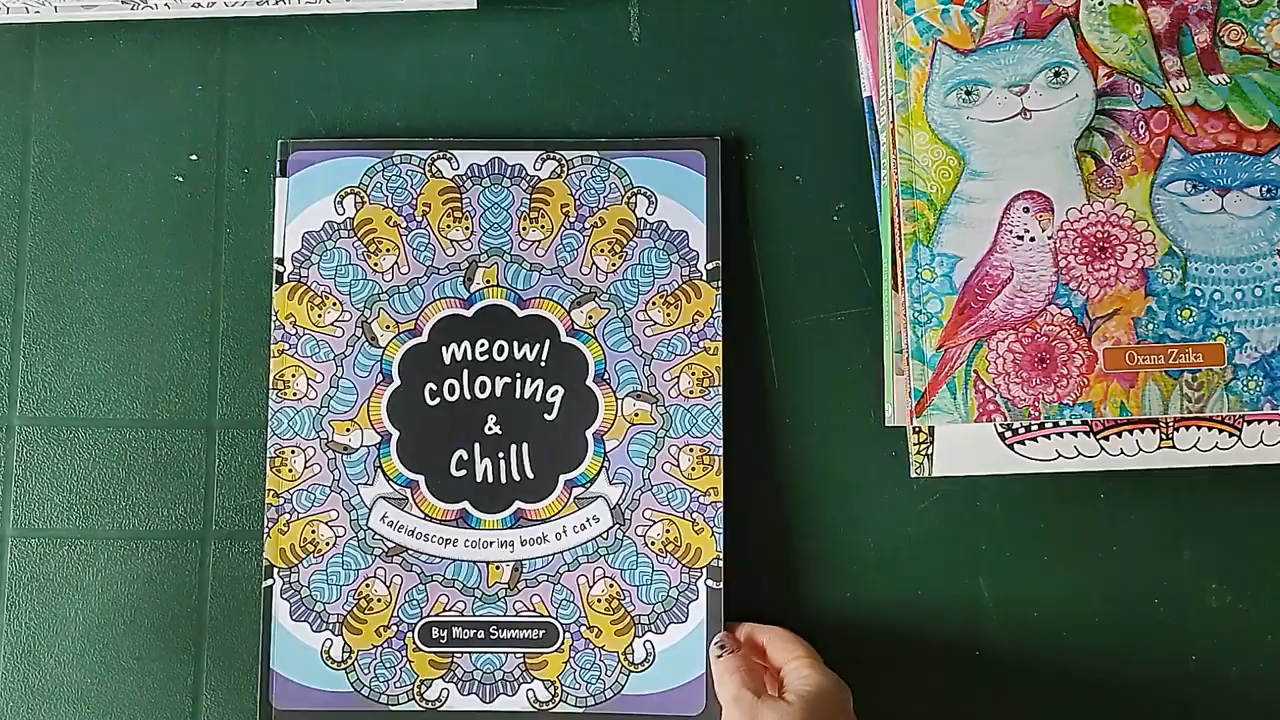 meow!
coloring
&
chill
kaleidoscope coloring book of cats
By Mora Summer
Oxana Zaika